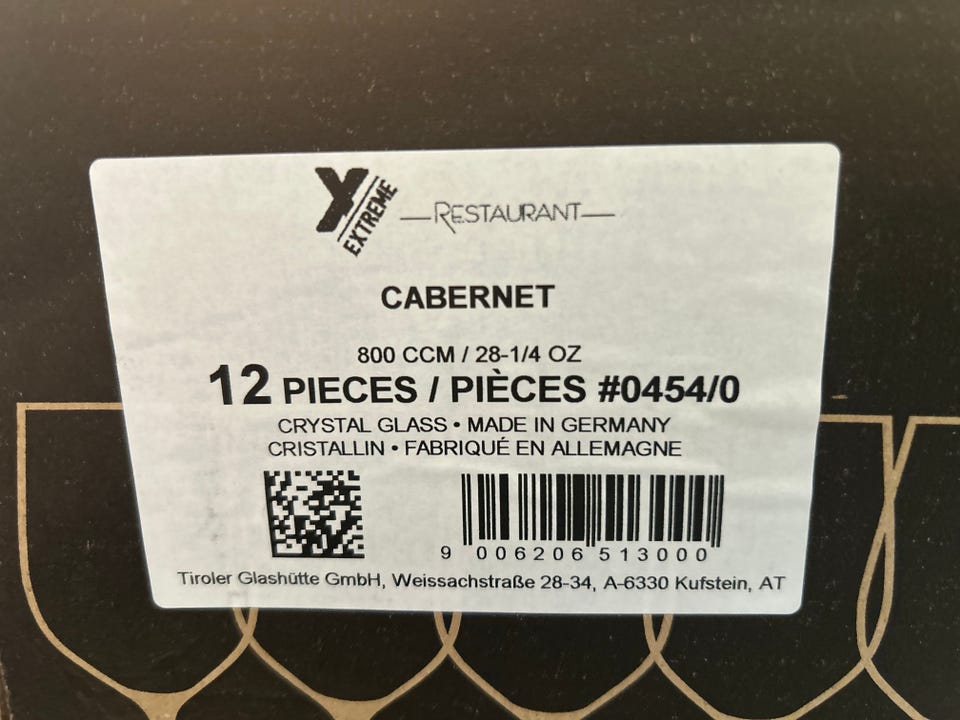 X EXTREME
RESTAURANT
CABERNET
800 CCM / 28-1/4 OZ
12 PIECES / PIÈCES #0454/0
CRYSTAL GLASS • MADE IN GERMANY
CRISTALLIN • FABRIQUÉ EN ALLEMAGNE
9 006206 513000
Tiroler Glashütte GmbH, Weissachstraße 28-34, A-6330 Kufstein, AT